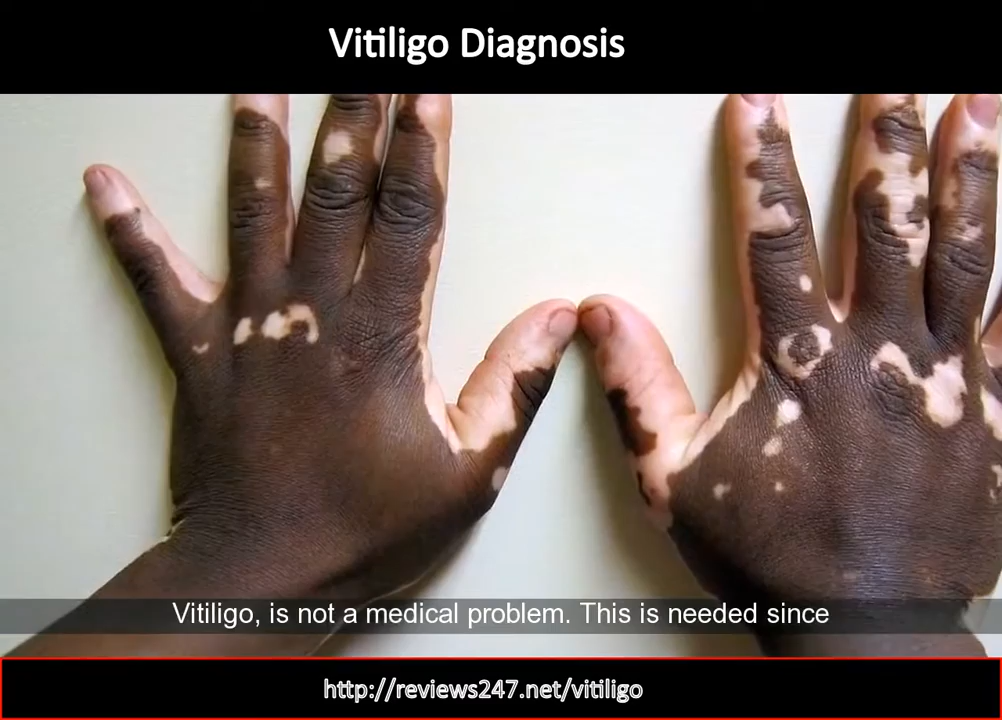 Vitiligo Diagnosis
Vitiligo, is not a medical problem. This is needed since
http://reviews247.net/vitiligo